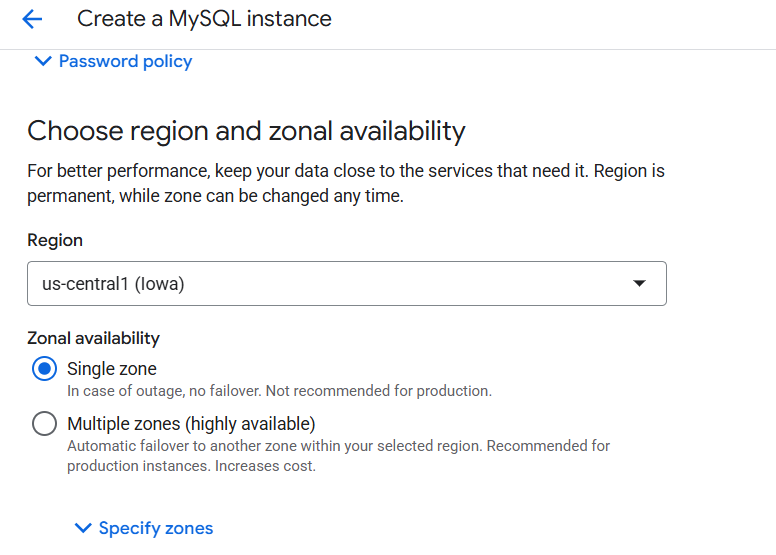 Create a MySQL instance
Password policy
Choose region and zonal availability
For better performance, keep your data close to the services that need it. Region is
permanent, while zone can be changed any time.
Region
us-central1 (Iowa)
Zonal availability
Single zone
In case of outage, no failover. Not recommended for production.
Multiple zones (highly available)
Automatic failover to another zone within your selected region. Recommended for
production instances. Increases cost.
Specify zones